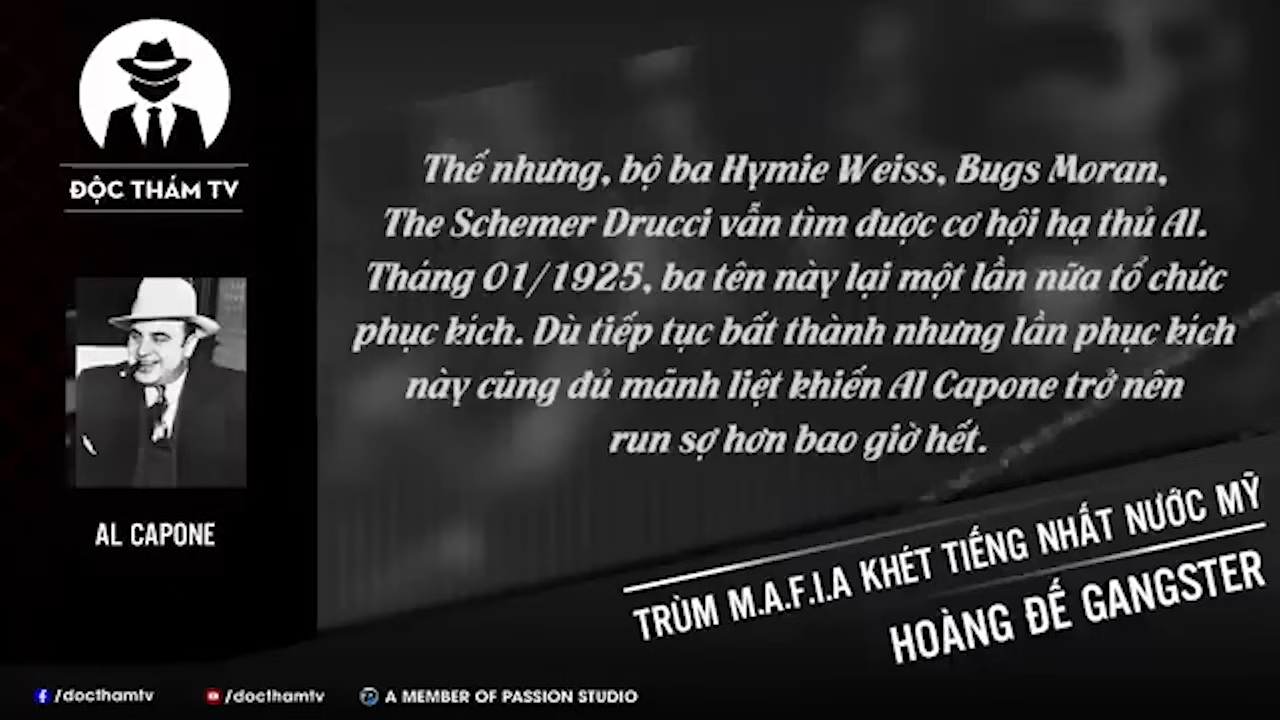 ĐỘC THÁM TV
AL CAPONE
Thế nhưng, bộ ba Hymie Weiss, Bugs Moran,
The Schemer Drucci vẫn tìm được cơ hội hạ thủ Al.
Tháng 01/1925, ba tên này lại một lần nữa tổ chức
phục kích. Dù tiếp tục bất thành nhưng lần phục kích
này cũng đủ mãnh liệt khiến Al Capone trở nên
run sợ hơn bao giờ hết.
TRÙM M.A.F.I.A KHÉT TIẾNG NHẤT NƯỚC MỸ
HOÀNG ĐẾ GANGSTER
/docthamtv
/docthamtv
A MEMBER OF PASSION STUDIO